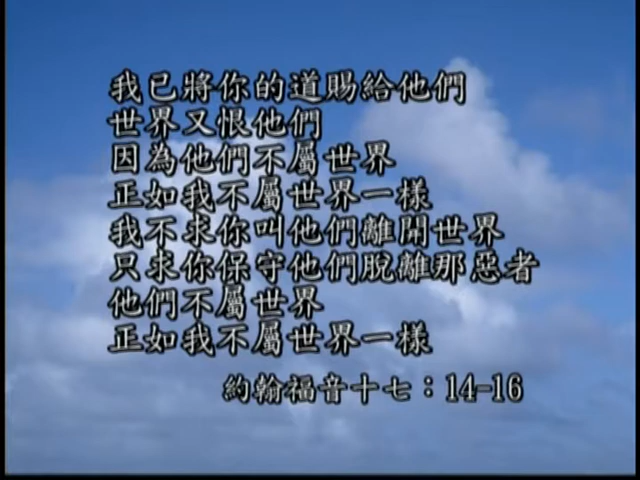 我已將你的道賜給他們
世界又恨他們
因為他們不屬世界
正如我不屬世界一樣
我不求你叫他們離開世界
只求你保守他們脫離那惡者
他們不屬世界
正如我不屬世界一樣
約翰福音十七：14-16